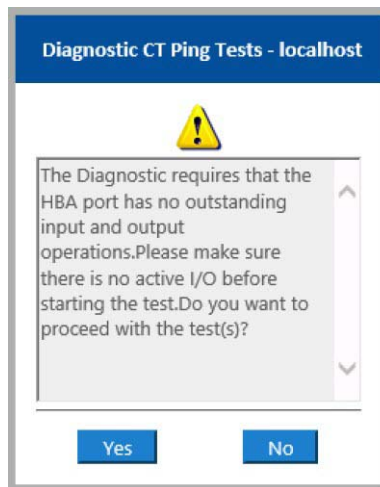 Diagnostic CT Ping Tests - localhost
The Diagnostic requires that the
HBA port has no outstanding
input and output
operations.Please make sure
there is no active I/O before
starting the test.Do you want to
proceed with the test(s)?
Yes
No